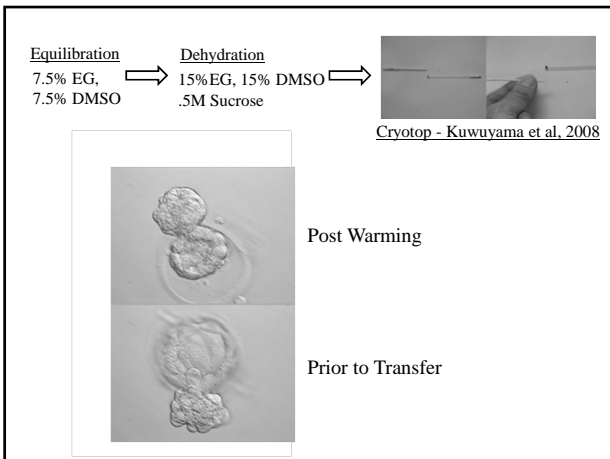 Equilibration
7.5% EG,
7.5% DMSO
Dehydration
15%EG, 15% DMSO
.5M Sucrose
Cryotop - Kuwuyama et al, 2008
Post Warming
Prior to Transfer